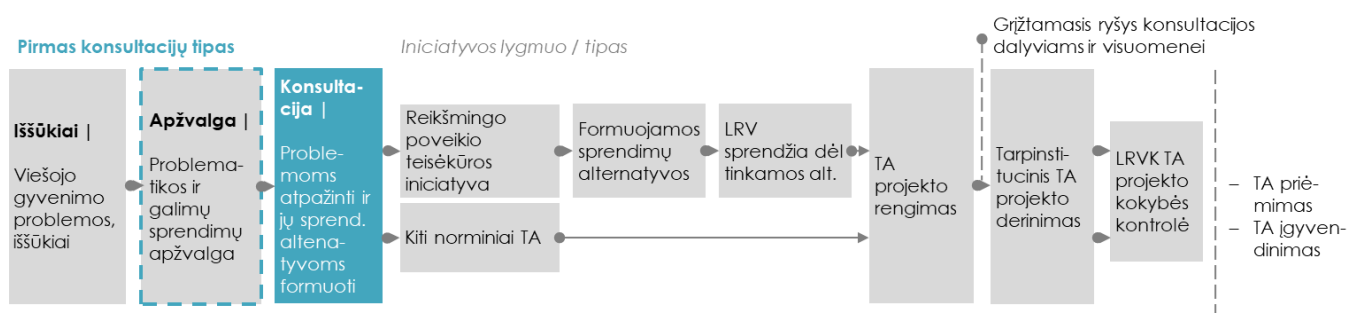 Pirmas konsultacijų tipas
Iniciatyvos lygmuo / tipas
Grįžtamasis ryšys konsultacijos
dalyviams ir visuomenei
Iššūkiai |
Viešojo
gyvenimo
problemos,
iššūkiai
Apžvalga |
Problema-
tikos ir
galimų
sprendimų
apžvalga
Konsulta-
cija |
Proble-
moms
atpažinti ir
jų sprend.
altena-
tyvoms
formuoti
Reikšmingo
poveikio
teisėkūros
iniciatyva
Formuojamos
sprendimų
alternatyvos
LRV
sprendžia dėl
tinkamos alt.
Kiti norminiai TA
TA
projekto
rengimas
Tarpinsti-
tucinis TA
projekto
derinimas
LRVK TA
projekto
kokybės
kontrolė
– TA priė-
mimas
– TA įgyven-
dinimas